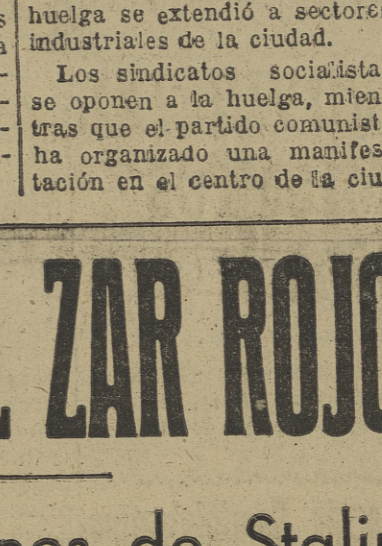 huelga se extendió a sectores
industriales de la ciudad.
Los sindicatos socialista
se oponen a la huelga, mien
tras que el partido comunist
ha organizado una manifes
tación en el centro de la ciu
ZAR ROJO
de Stali